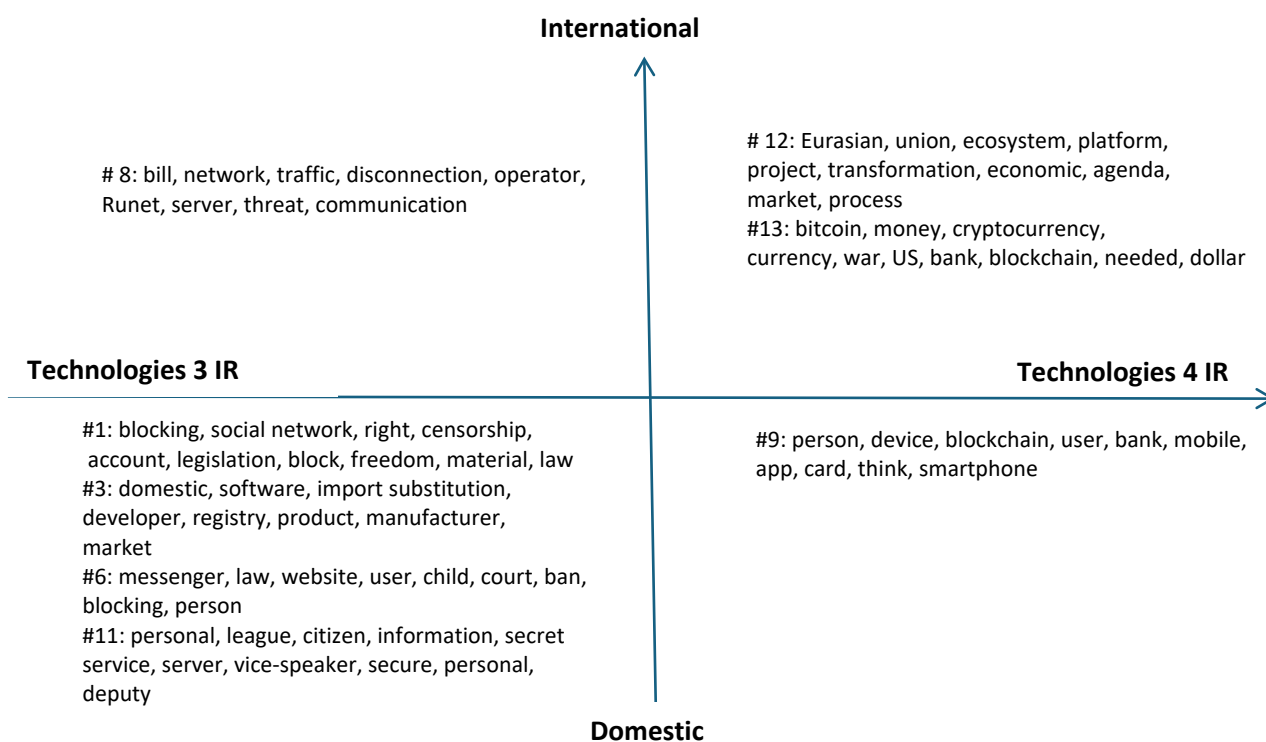 International
# 8: bill, network, traffic, disconnection, operator,
Runet, server, threat, communication
# 12: Eurasian, union, ecosystem, platform,
project, transformation, economic, agenda,
market, process
#13: bitcoin, money, cryptocurrency,
currency, war, US, bank, blockchain, needed, dollar
Technologies 3 IR
Technologies 4 IR
#1: blocking, social network, right, censorship,
account, legislation, block, freedom, material, law
#3: domestic, software, import substitution,
developer, registry, product, manufacturer,
market
#6: messenger, law, website, user, child, court, ban,
blocking, person
#11: personal, league, citizen, information, secret
service, server, vice-speaker, secure, personal,
deputy
#9: person, device, blockchain, user, bank, mobile,
app, card, think, smartphone
Domestic